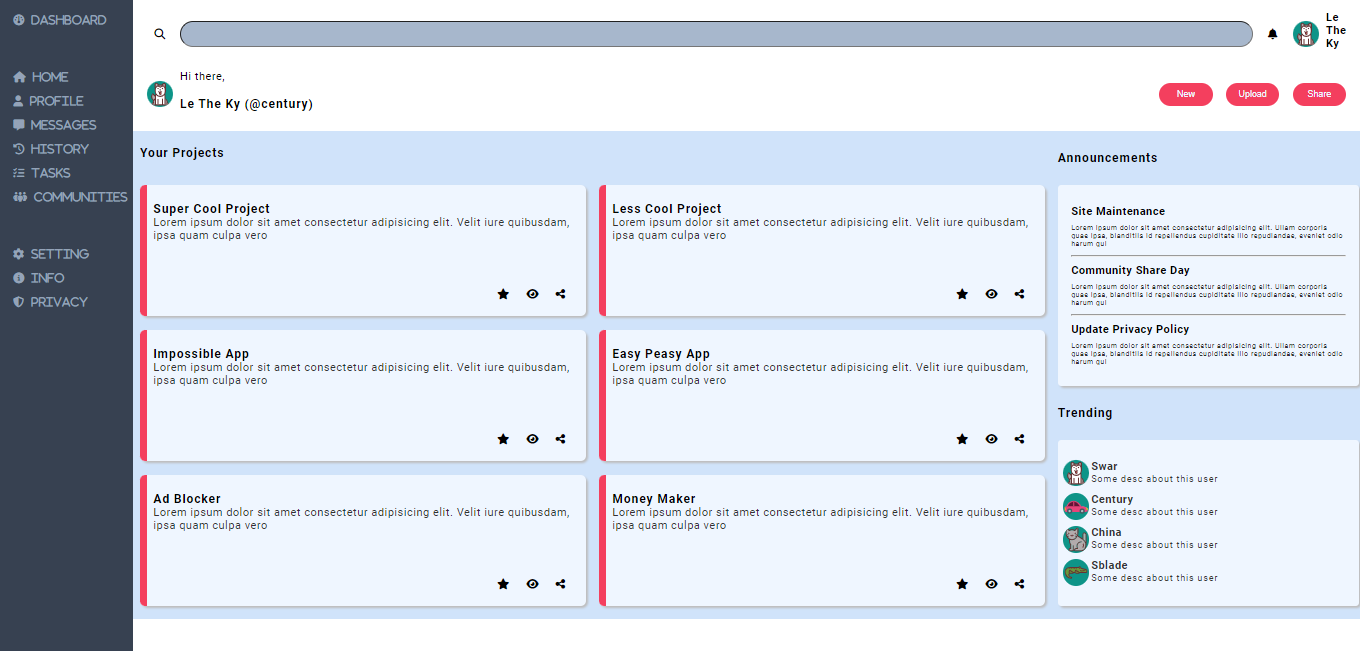 DASHBOARD
HOME
PROFILE
MESSAGES
HISTORY
TASKS
COMMUNITIES
SETTING
INFO
PRIVACY
Le
The
Ky
Hi there,
Le The Ky (@century)
New
Upload
Share
Your Projects
Super Cool Project
Lorem ipsum dolor sit amet consectetur adipisicing elit. Velit iure quibusdam,
ipsa quam culpa vero
Less Cool Project
Lorem ipsum dolor sit amet consectetur adipisicing elit. Velit iure quibusdam,
ipsa quam culpa vero
Impossible App
Lorem ipsum dolor sit amet consectetur adipisicing elit. Velit iure quibusdam,
ipsa quam culpa vero
Easy Peasy App
Lorem ipsum dolor sit amet consectetur adipisicing elit. Velit iure quibusdam,
ipsa quam culpa vero
Ad Blocker
Lorem ipsum dolor sit amet consectetur adipisicing elit. Velit iure quibusdam,
ipsa quam culpa vero
Money Maker
Lorem ipsum dolor sit amet consectetur adipisicing elit. Velit iure quibusdam,
ipsa quam culpa vero
Announcements
Site Maintenance
Lorem ipsum dolor sit amet consectetur adipisicing elit. Ullam corporis
quae ipsa, blanditiis id repellendus cupiditate illo repudiandae, eveniet odio
harum qui
Community Share Day
Lorem ipsum dolor sit amet consectetur adipisicing elit. Ullam corporis
quae ipsa, blanditiis id repellendus cupiditate illo repudiandae, eveniet odio
harum qui
Update Privacy Policy
Lorem ipsum dolor sit amet consectetur adipisicing elit. Ullam corporis
quae ipsa, blanditiis id repellendus cupiditate illo repudiandae, eveniet odio
harum qui
Trending
Swar
Some desc about this user
Century
Some desc about this user
China
Some desc about this user
Sblade
Some desc about this user